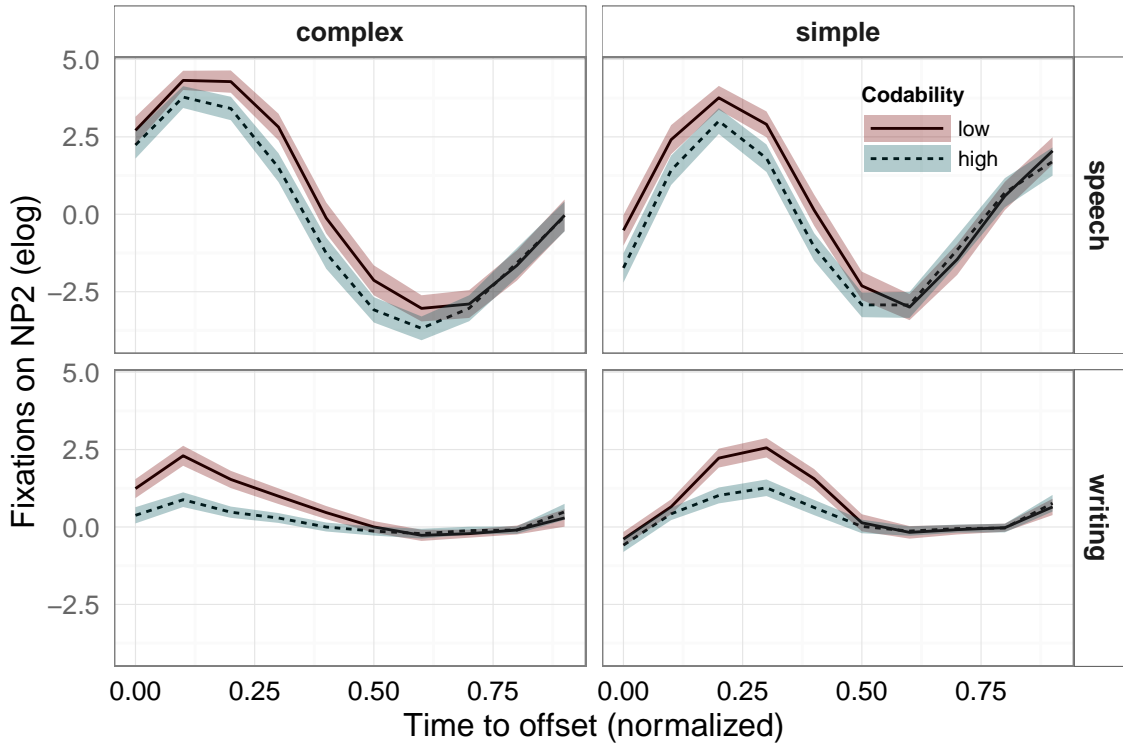 complex
simple
5.0
2.5
0.0
−2.5
Codability
low
high
speech
5.0
2.5
0.0
−2.5
writing
Fixations on NP2 (elog)
0.00 0.25 0.50 0.75
0.00 0.25 0.50 0.75
Time to offset (normalized)